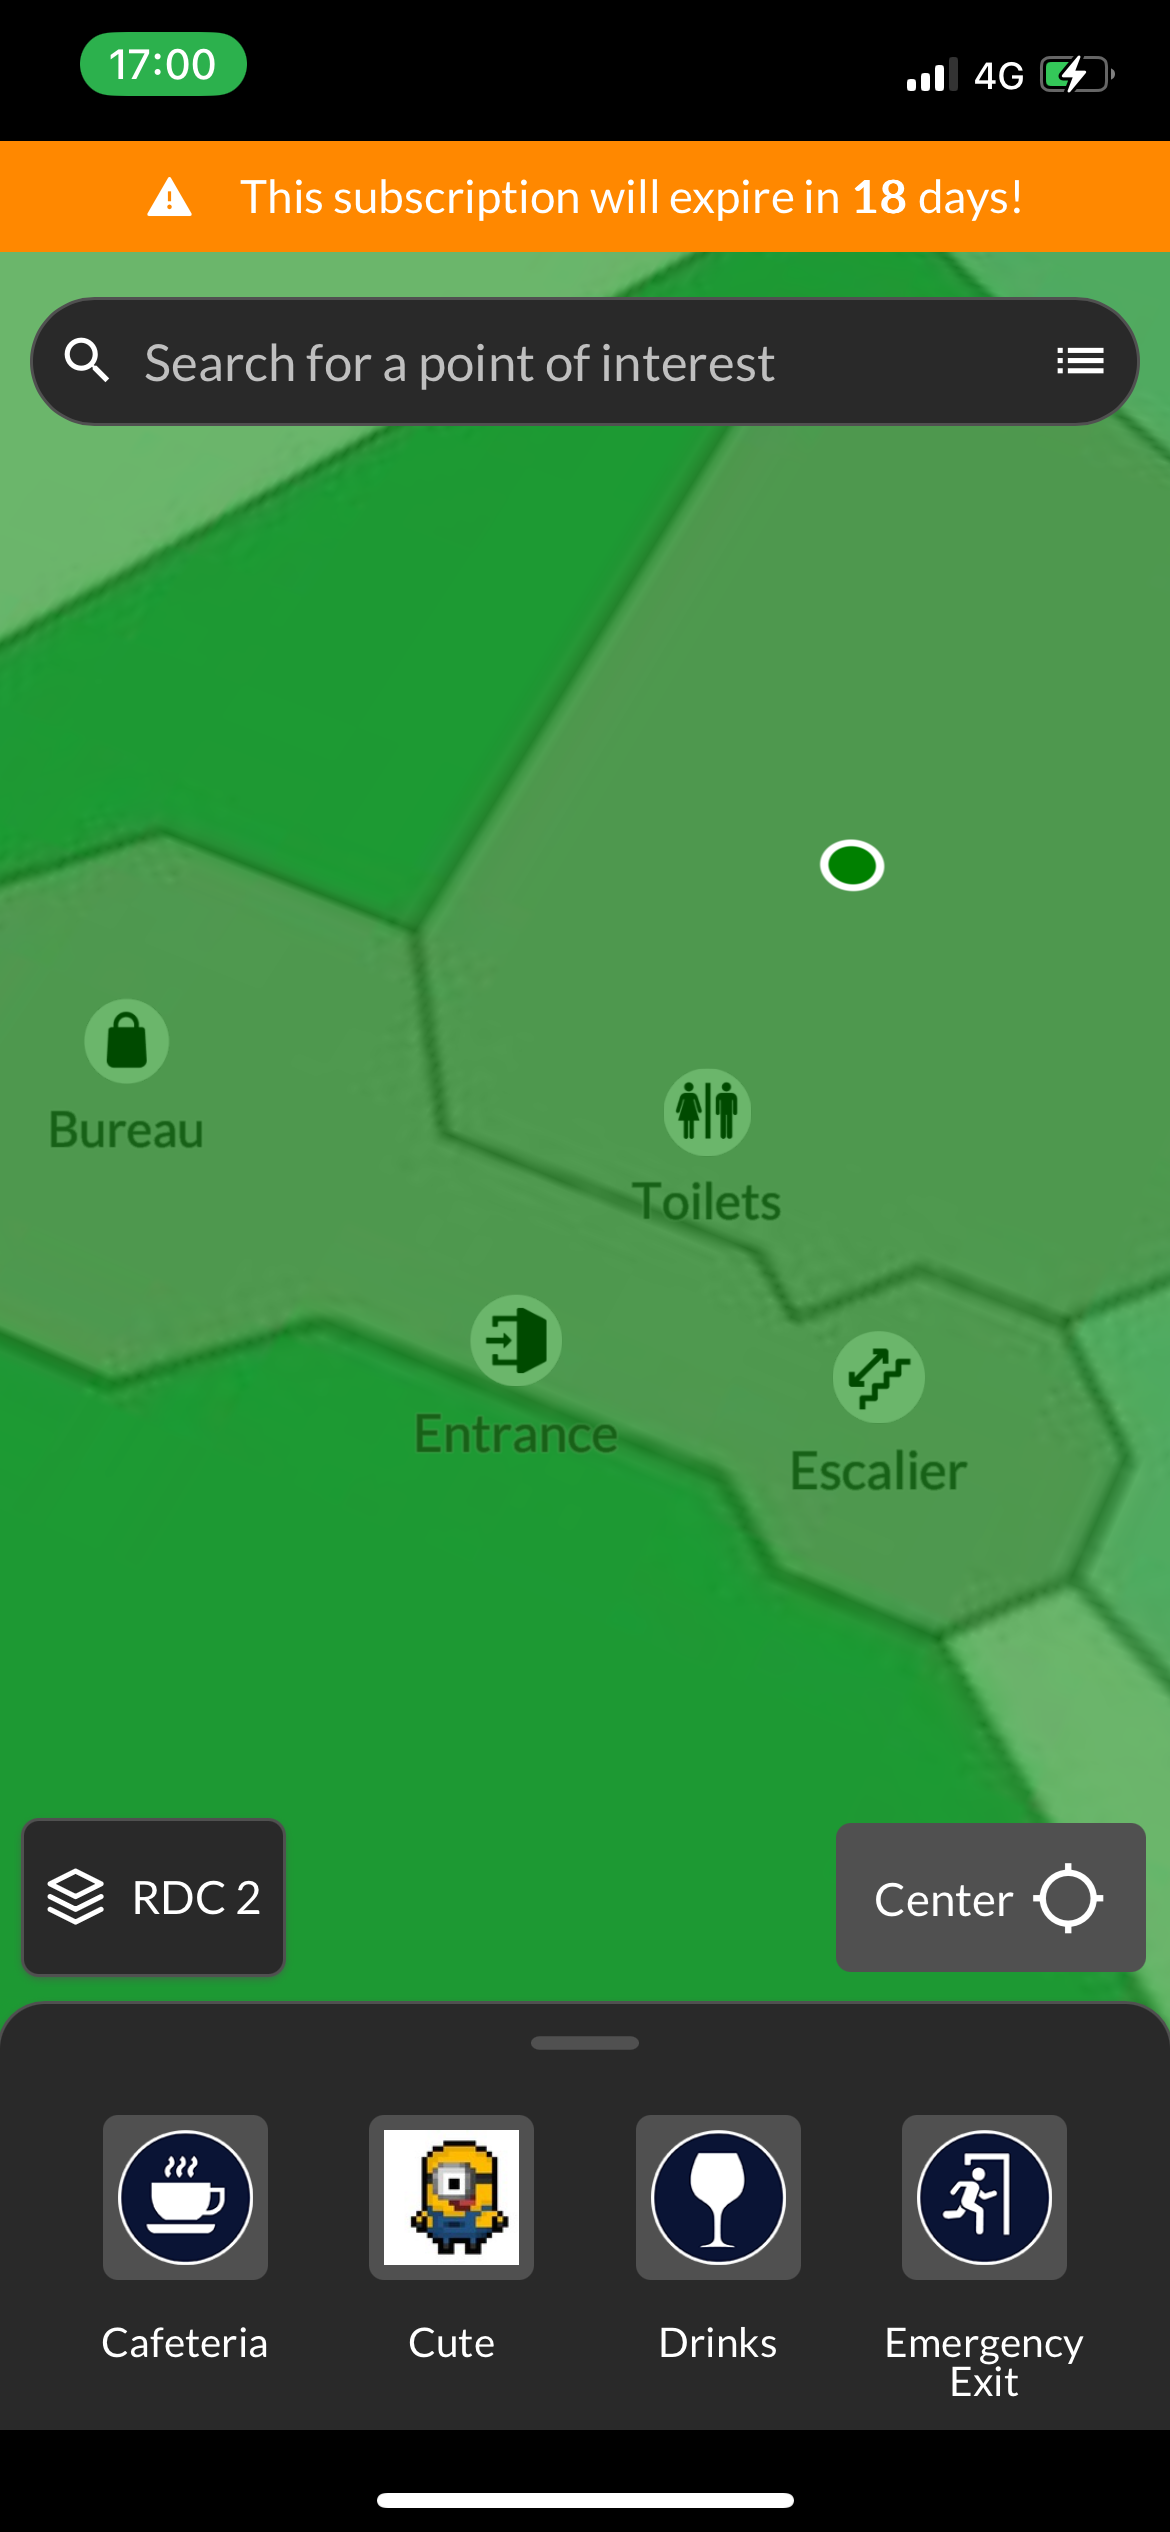 17:00
4G
This subscription will expire in 18 days!
Search for a point of interest
Bureau
Toilets
Entrance
Escalier
RDC 2
Center
Cafeteria
Cute
Drinks
Emergency
Exit